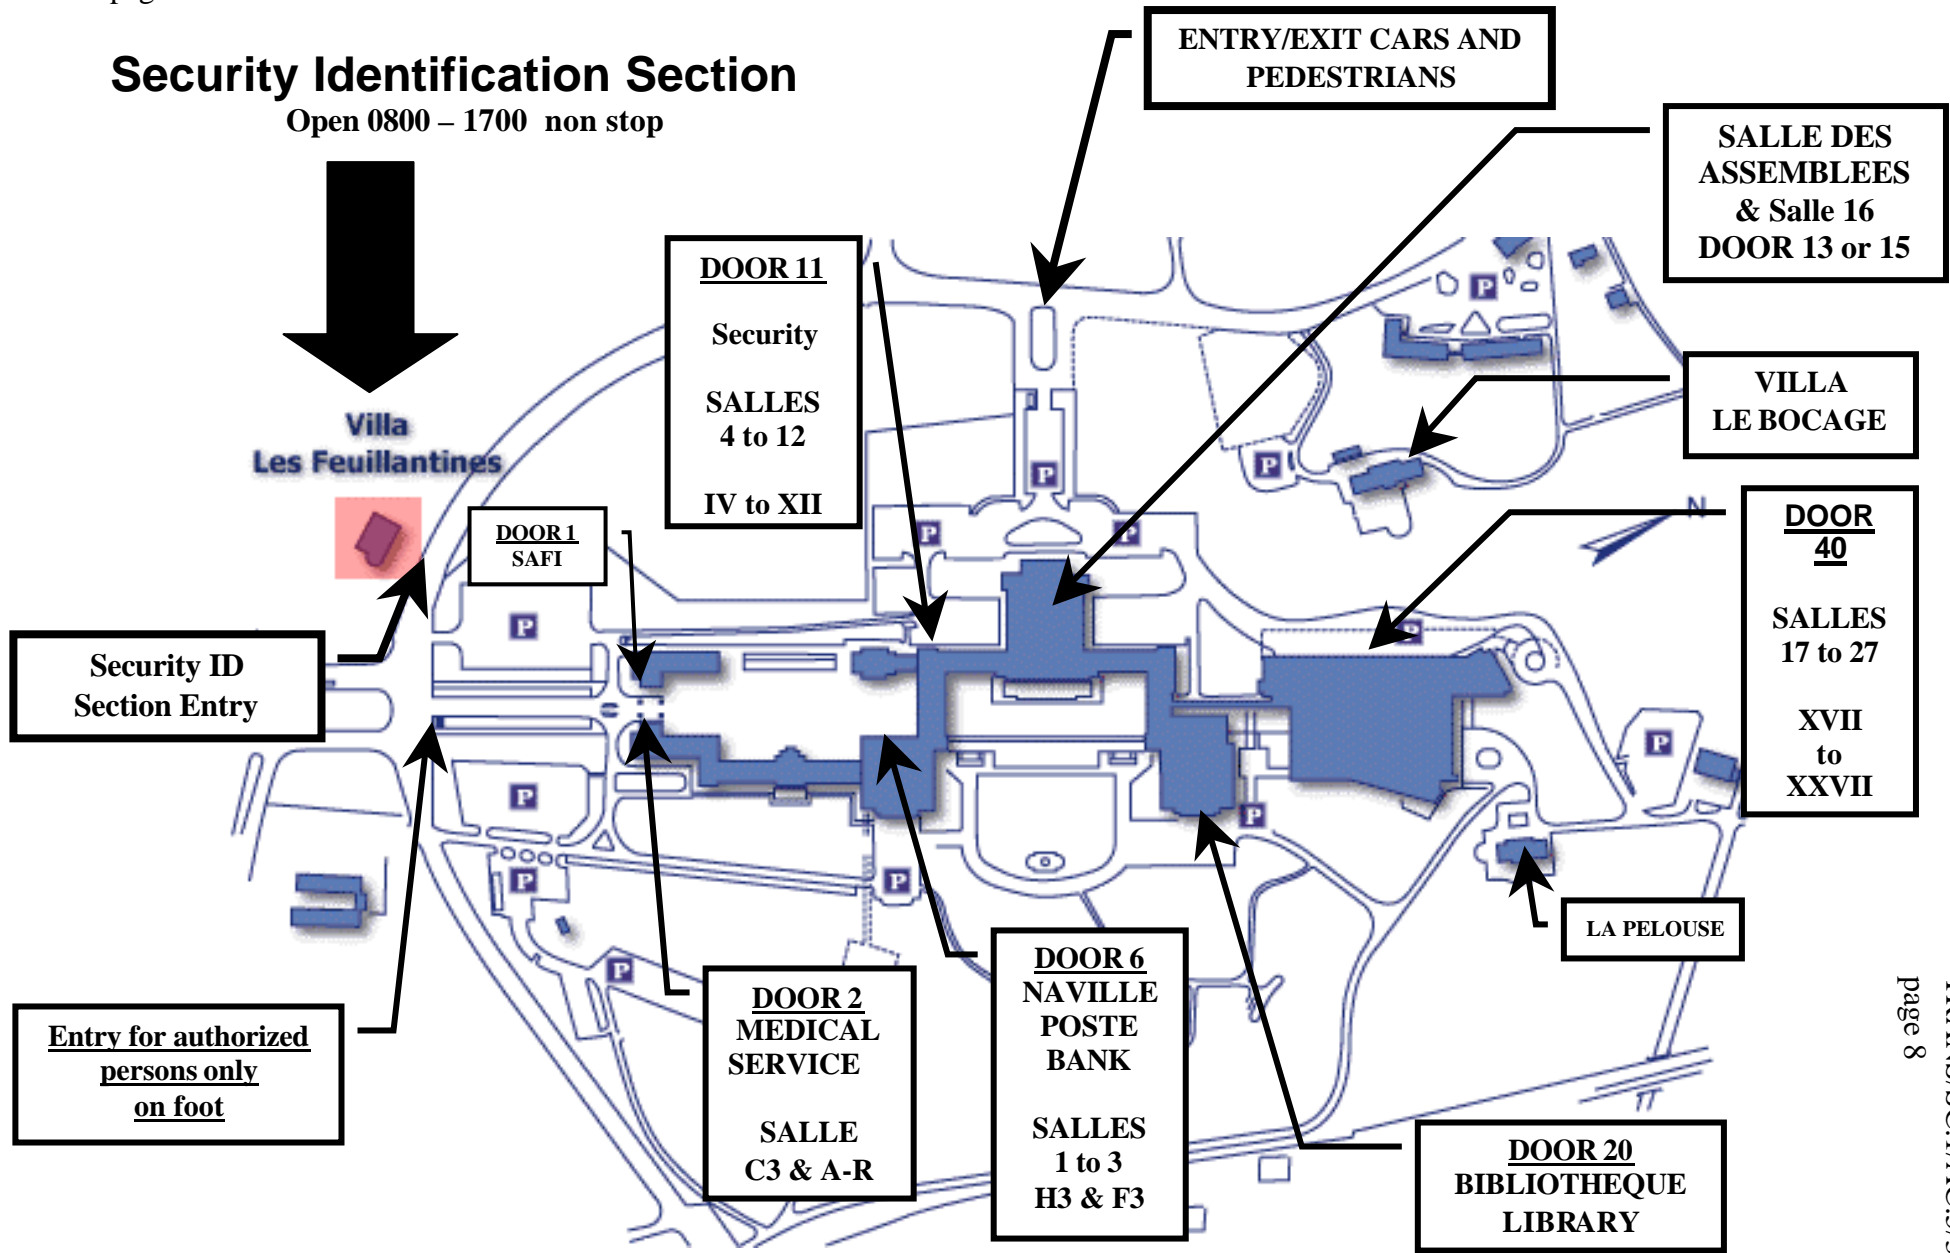 Security Identification Section
Open 0800 – 1700 non stop
ENTRY/EXIT CARS AND
PEDESTRIANS
SALLE DES
ASSEMBLEES
& Salle 16
DOOR 13 or 15
DOOR 11
Security
SALLES
4 to 12
IV to XII
P
VILLA
LE BOCAGE
Villa
Les Feuillantines
P
P
DOOR 1
SAFI
P
P
N
DOOR
40
SALLES
17 to 27
XVII
to
XXVII
P
P
Security ID
Section Entry
P
P
P
P
P
LA PELOUSE
P
DOOR 6
NAVILLE
POSTE
BANK
SALLES
1 to 3
H3 & F3
DOOR 2
MEDICAL
SERVICE
SALLE
C3 & A-R
Entry for authorized
persons only
on foot
DOOR 20
BIBLIOTHEQUE
LIBRARY
page 8